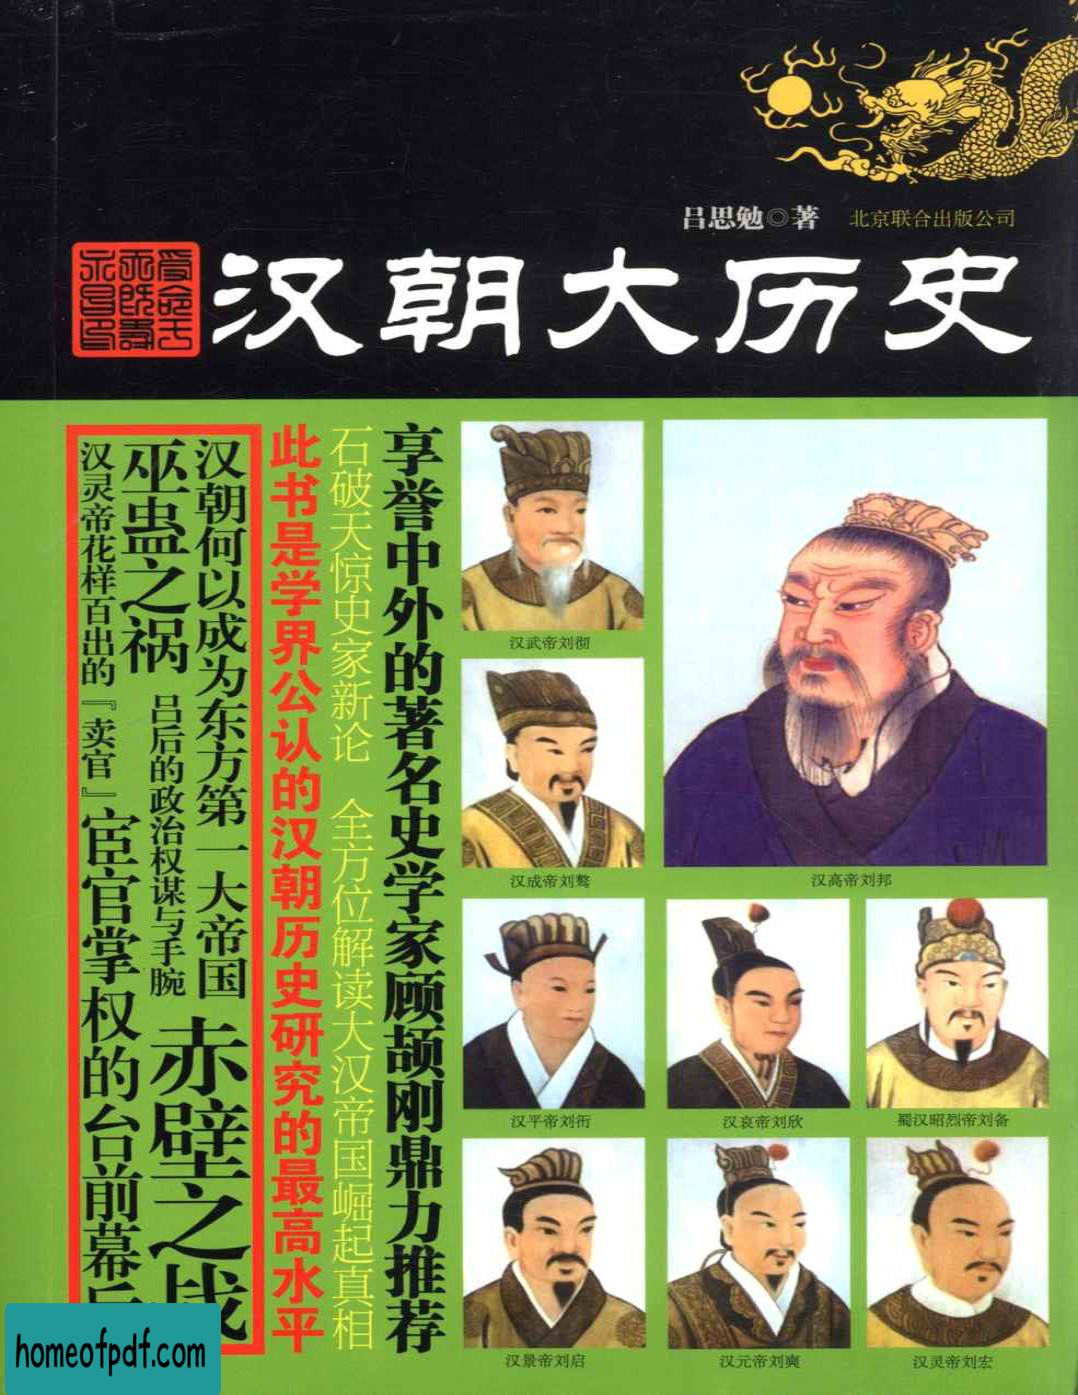 吕思勉◎著 北京联合出版公司
受命于天
既寿永昌
汉朝大历史
享誉中外的著名史学家顾颉刚鼎力推荐
石破天惊史家新论 全方位解读大汉帝国崛起真相
此书是学界公认的汉朝历史研究的最高水平
汉朝何以成为东方第一大帝国
赤壁之战
巫蛊之祸
吕后的政治权谋与手腕
汉灵帝花样百出的『卖官』
宦官掌权的台前幕后
汉武帝刘彻
汉成帝刘骜
汉高帝刘邦
汉平帝刘衎
汉哀帝刘欣
蜀汉昭烈帝刘备
汉景帝刘启
汉元帝刘奭
汉灵帝刘宏
homeofpdf.com